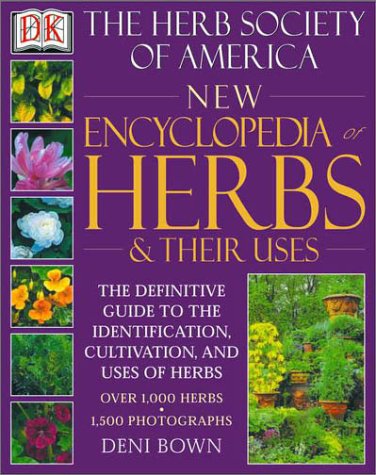 DK
THE HERB SOCIETY
OF AMERICA
NEW
ENCYCLOPEDIA of
HERBS
& THEIR USES
THE DEFINITIVE
GUIDE TO THE
IDENTIFICATION,
CULTIVATION, AND
USES OF HERBS
OVER 1,000 HERBS
•
1,500 PHOTOGRAPHS
DENI BOWN